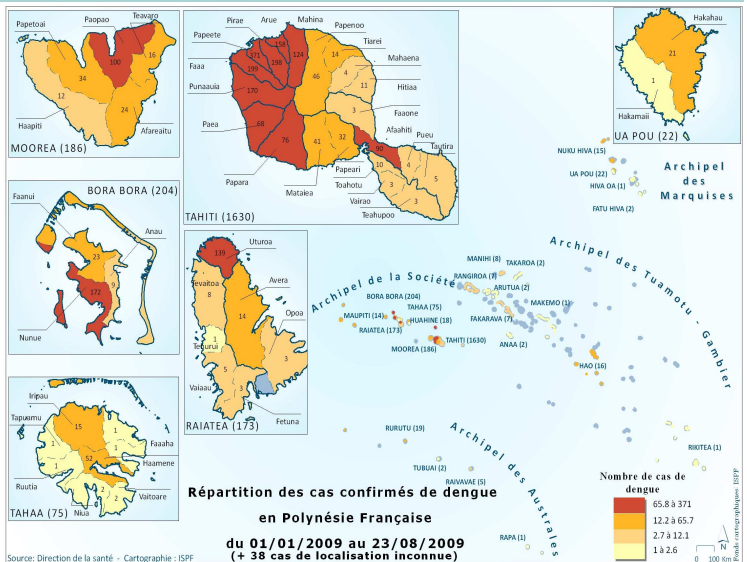 Papetoai
Paopao
Teavaro
16
100
34
12
24
Haapiti
Afareaitu
MOOREA (186)
Pirae
Arue
Mahina
Papenoo
Papeete
Tiarei
Faaa
Mahaena
Punaauia
Hitiaa
Faaone
Paea
Afaahiti
Pueu
Tautira
Papara
Mataiea
Papeari
Toahotu
Vairao
Teahupoo
158
371
198
124
199
170
46
14
4
11
3
68
76
41
32
90
10
4
5
3
3
TAHITI (1630)
Hakahau
21
1
Hakamaii
UA POU (22)
BORA BORA (204)
Faanui
Anau
23
9
172
Nunue
Uturoa
139
Tevaitoa
8
Avera
14
Opoa
1
Tehurui
3
5
3
Vaiaau
Fetuna
RAIATEA (173)
Iripau
Tapuamu
15
1
1
Faaaha
52
Haamene
Ruutia
2
2
Vaitoare
Niua
TAHAA (75)
NUKU HIVA (15)
UA POU (22)
HIVA OA (1)
FATU HIVA (2)
Archipel
des
Marquises
Archipel de la Société
BORA BORA (204)
TAHAA (75)
MAUPITI (14)
HUAHINE (18)
RAIATEA (173)
TAHITI (1630)
MOOREA (186)
Archipel des Tuamotu - Gambier
MANIHI (8)
TAKAROA (2)
RANGIROA (7)
ARUTUA (2)
MAKEMO (1)
FAKARAVA (7)
ANAA (2)
HAO (16)
RIKITEA (1)
Archipel des Australes
RURUTU (19)
TUBUAI (2)
RAIVAVAE (5)
RAPA (1)
Répartition des cas confirmés de dengue
en Polynésie Française
du 01/01/2009 au 23/08/2009
(+ 38 cas de localisation inconnue)
Nombre de cas de
dengue
65.8 à 371
12.2 à 65.7
2.7 à 12.1
1 à 2.6
N
0 100 Km
Fonds cartographiques ISPF
Source: Direction de la santé - Cartographie : ISPF